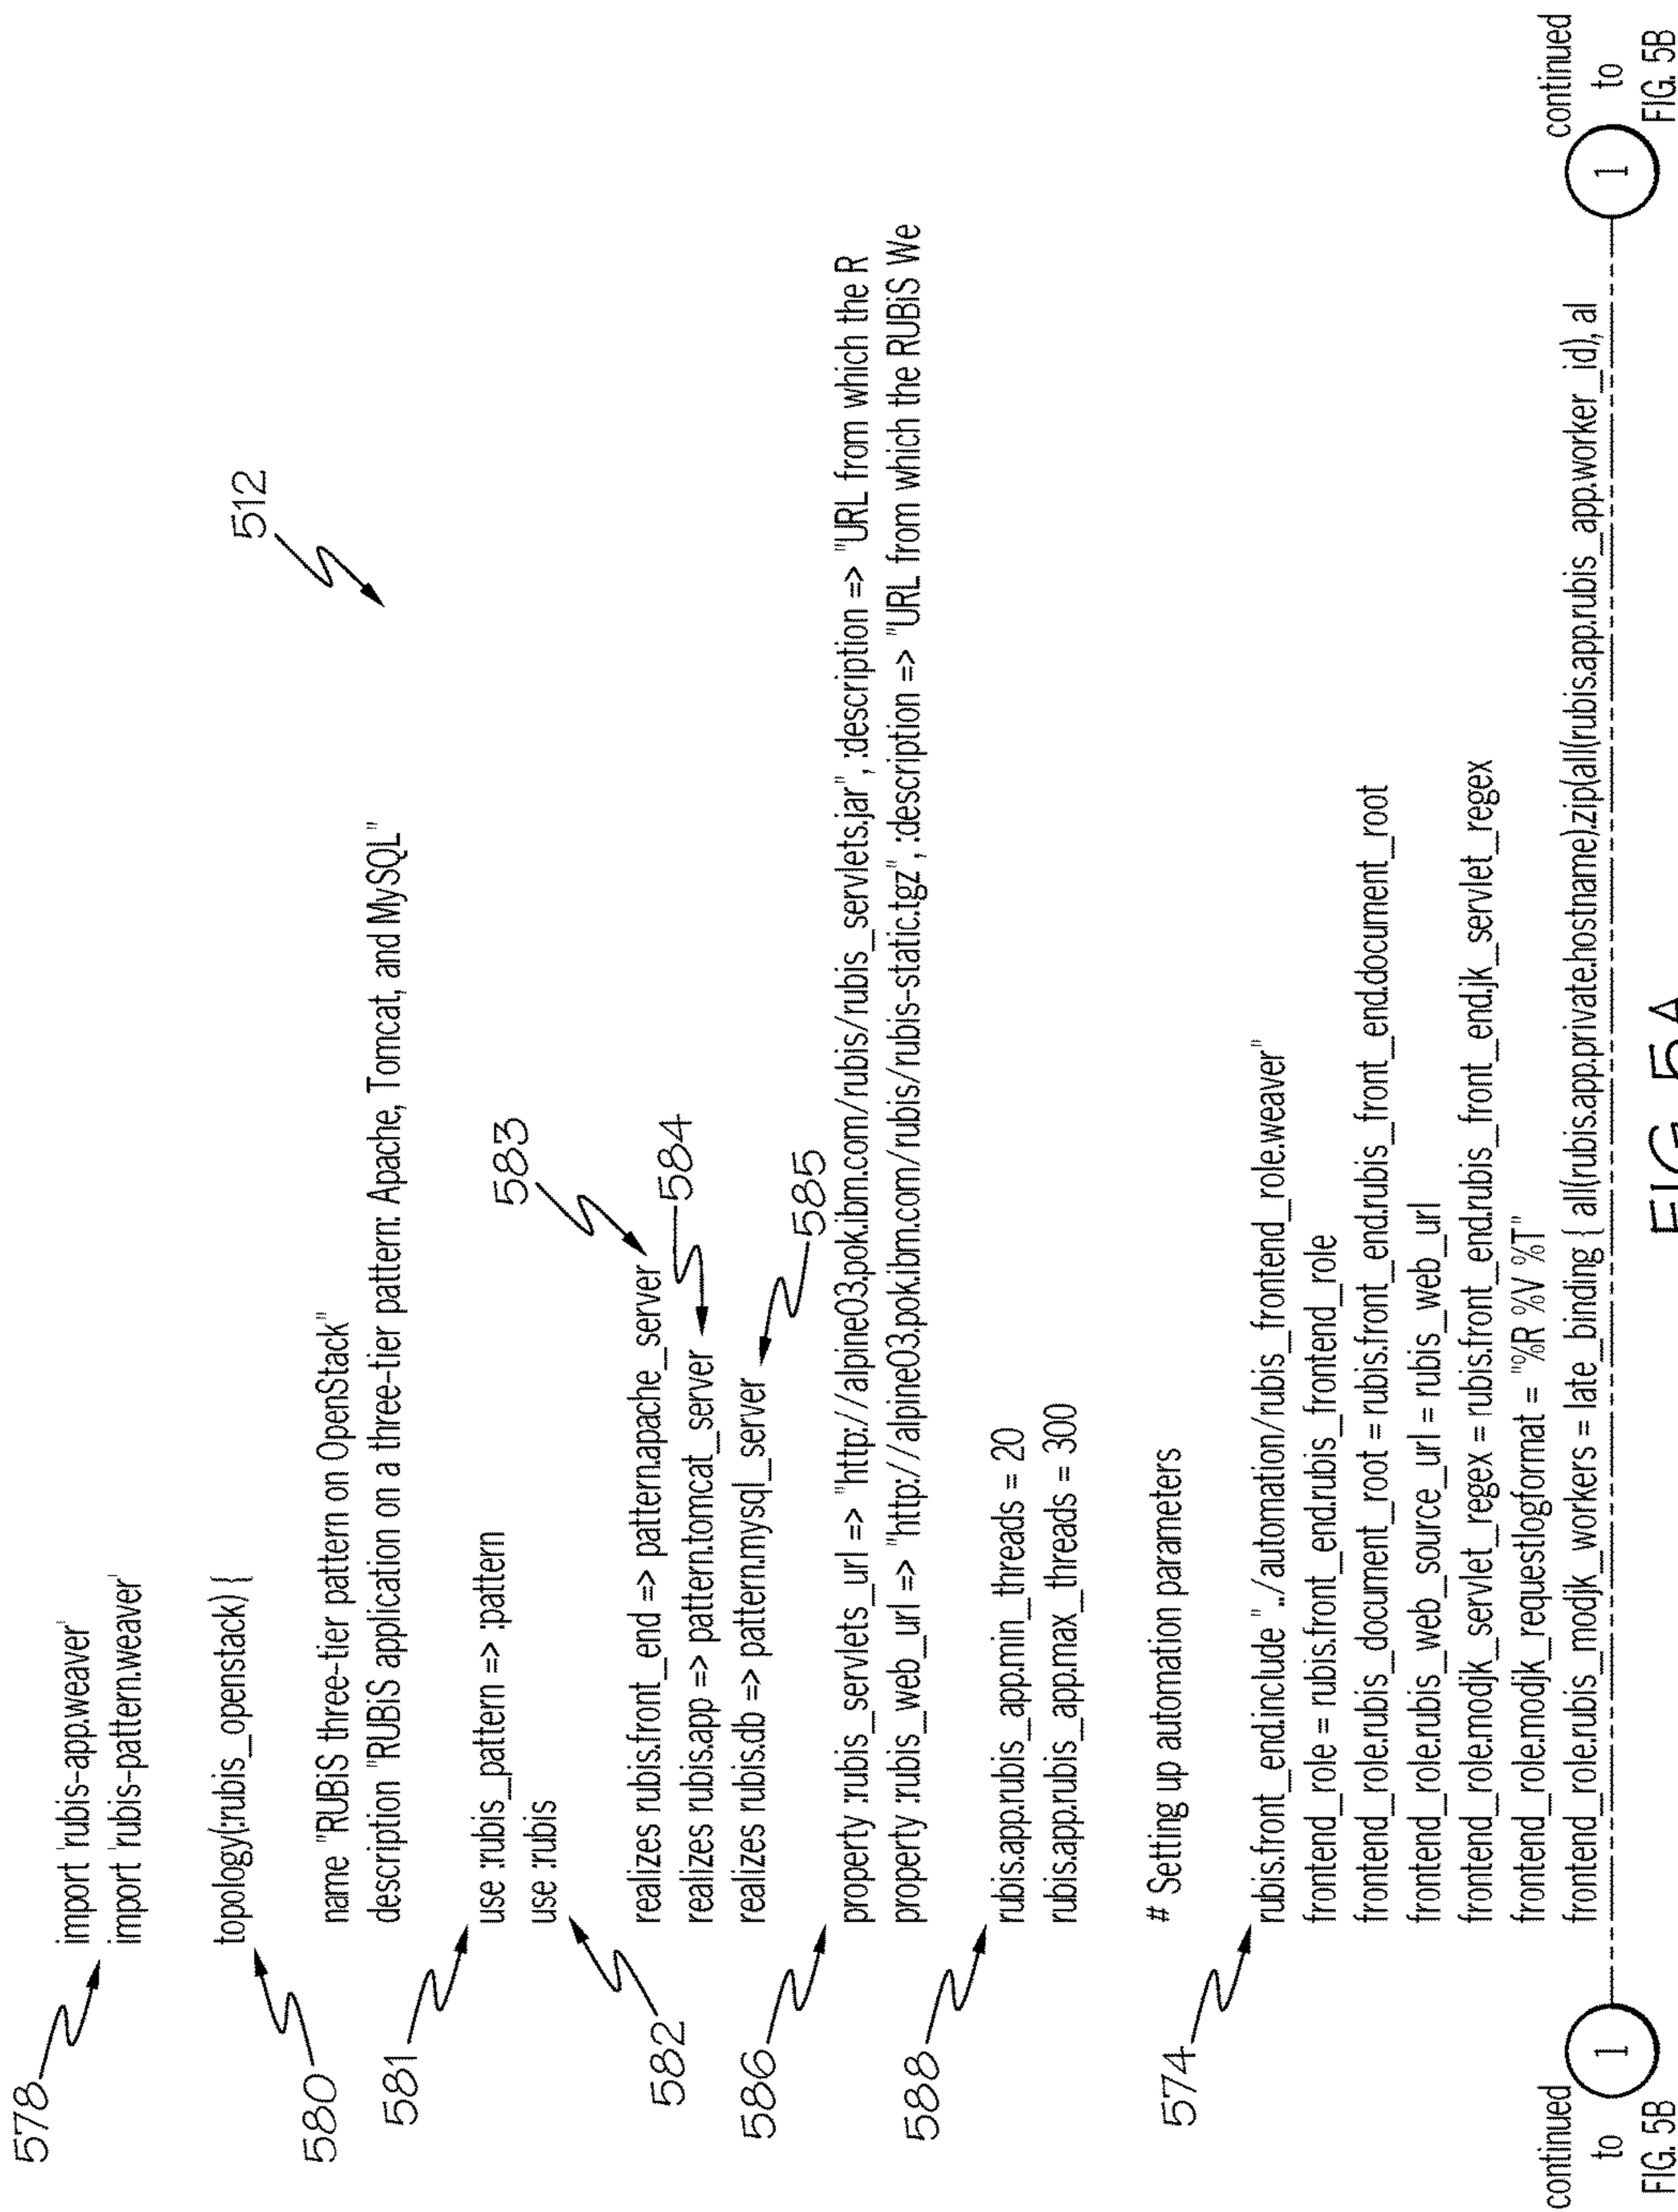 578
import 'rubis-app.weaver'
import 'rubis-pattern.weaver'
580
topology(:rubis_openstack) {
512
name "RUBiS three-tier pattern on OpenStack"
description "RUBiS application on a three-tier pattern: Apache, Tomcat, and MySQL"
581
use :rubis_pattern => :pattern
use :rubis
582
583
realizes rubis.front_end => pattern.apache_server
584
realizes rubis.app => pattern.tomcat_server
realizes rubis.db => pattern.mysql_server
585
586
property :rubis_servlets_url => "http://alpine03.pok.ibm.com/rubis/rubis_servlets.jar", :description => "URL from which the R
property :rubis_web_url => "http://alpine03.pok.ibm.com/rubis/rubis-static.tgz", :description => "URL from which the RUBiS We
588
rubis.app.rubis_app.min_threads = 20
rubis.app.rubis_app.max_threads = 300
# Setting up automation parameters
574
rubis.front_end.include "../automation/rubis_frontend_role.weaver"
frontend_role = rubis.front_end.rubis_frontend_role
frontend_role.rubis_document_root = rubis.front_end.rubis_front_end.document_root
frontend_role.rubis_web_source_url = rubis_web_url
frontend_role.modjk_servlet_regex = rubis.front_end.rubis_front_end.jk_servlet_regex
frontend_role.modjk_requestlogformat = "%R %V %T"
frontend_role.rubis_modjk_workers = late_binding { all(rubis.app.private.hostname).zip(all(rubis.app.rubis_app.worker_id), al
continued
to
FIG. 5B
1
continued
to
FIG. 5B
1
FIG. 5A